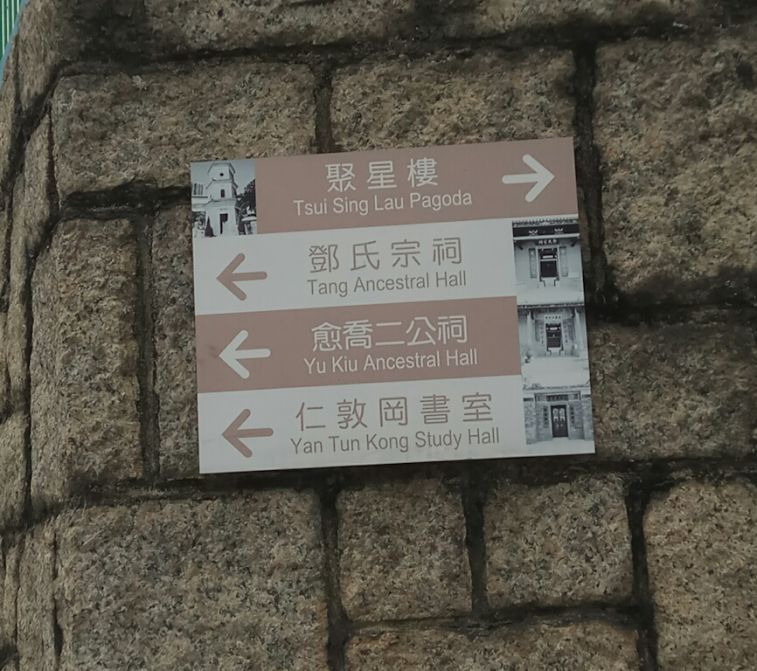 聚星樓
Tsui Sing Lau Pagoda
鄧氏宗祠
Tang Ancestral Hall
愈喬二公祠
Yu Kiu Ancestral Hall
仁敦岡書室
Yan Tun Kong Study Hall